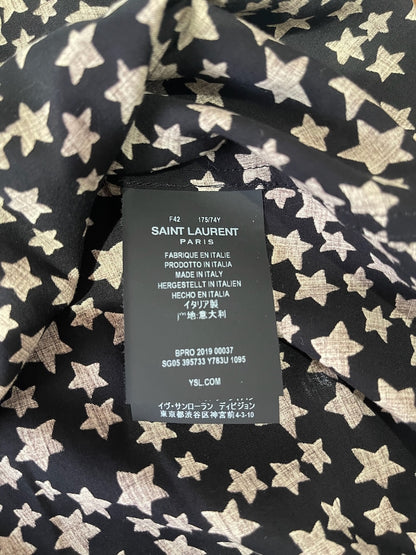 F42 175/74Y
SAINT LAURENT
PARIS
FABRIQUE EN ITALIE
PRODOTTO IN ITALIA
MADE IN ITALY
HERGESTELLT IN ITALIEN
HECHO EN ITALIA
イタリア製
地:意大利
BPRO 2019 00037
SG05 395733 Y763U 1095
YSL.COM
イヴ・サンローラン ディビジョン
東京都渋谷区神宮前4-3-10